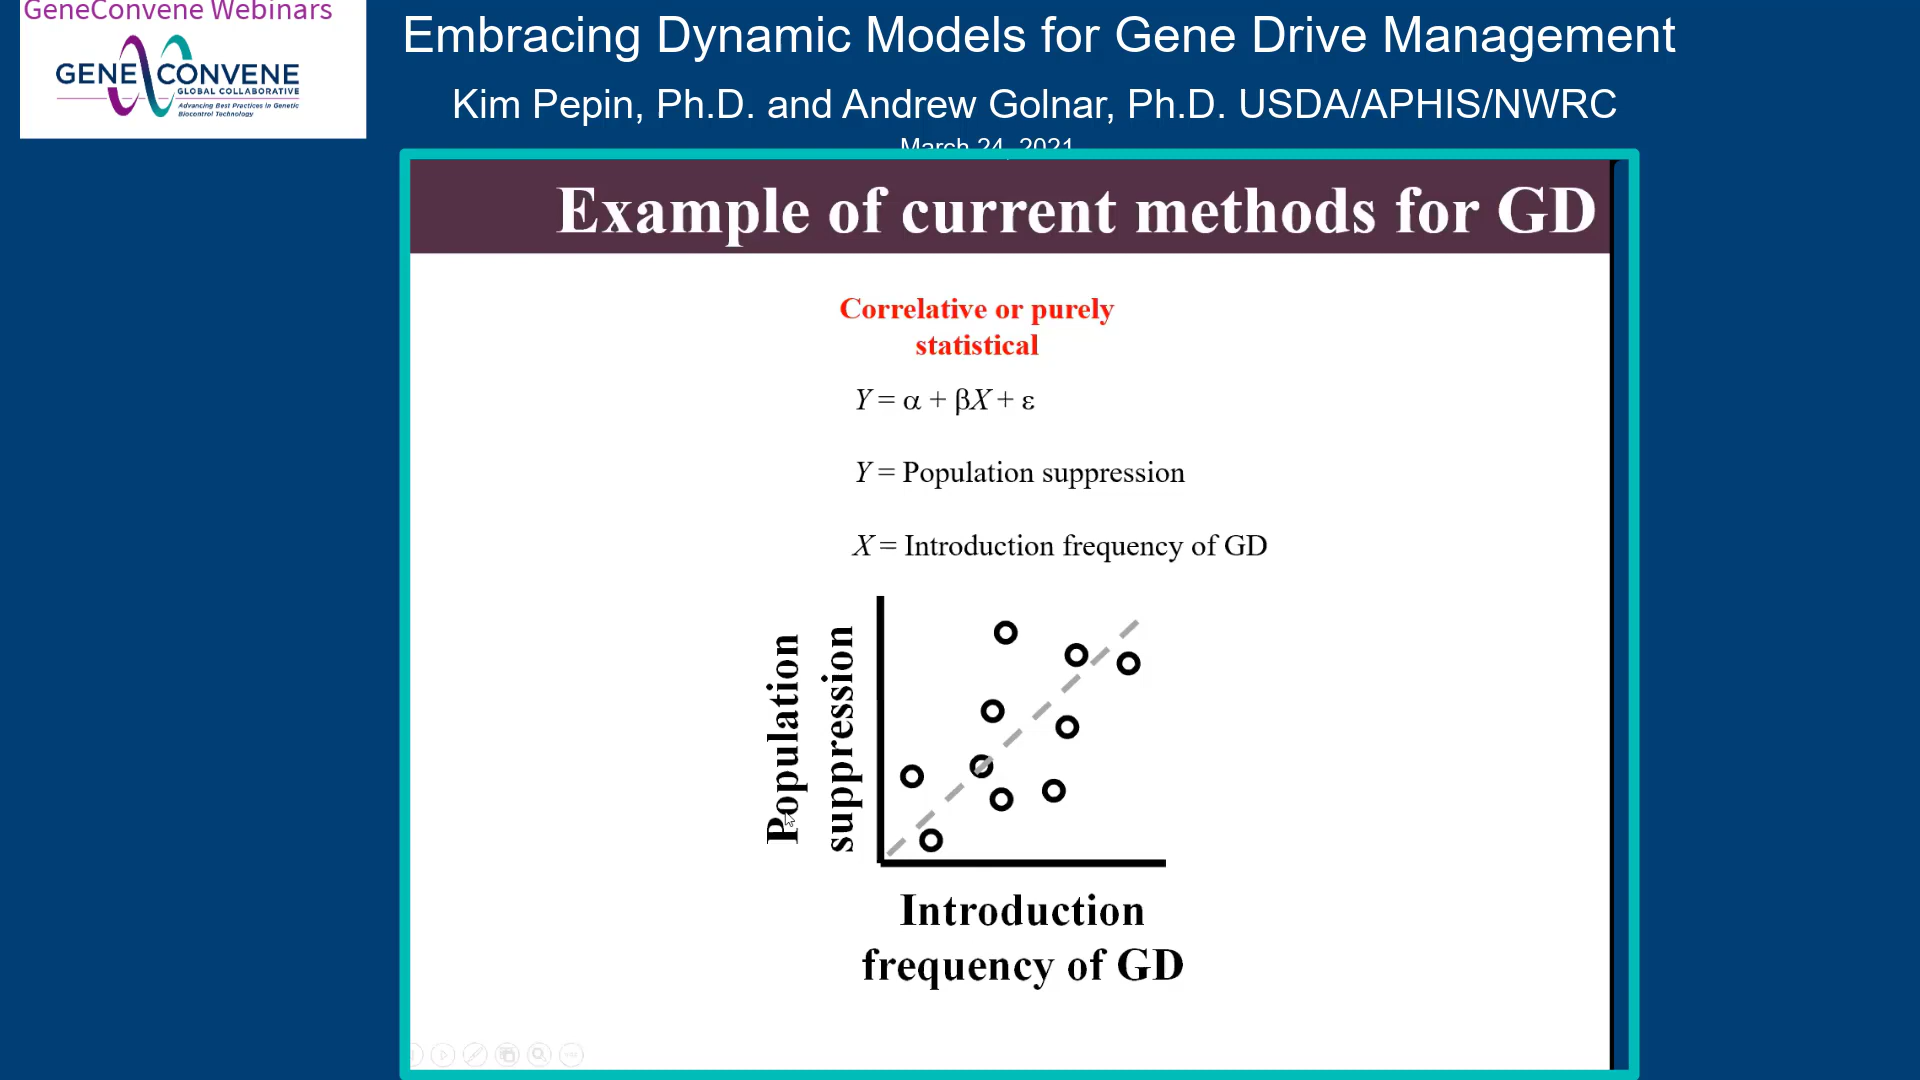 GeneConvene Webinars
GENE CONVENE
GLOBAL COLLABORATIVE
Advancing Best Practices in Genetic
Biocontrol Technology
Embracing Dynamic Models for Gene Drive Management
Kim Pepin, Ph.D. and Andrew Golnar, Ph.D. USDA/APHIS/NWRC
March 24, 2021
Example of current methods for GD
Correlative or purely
statistical
Y = α + βX + ε
Y = Population suppression
X = Introduction frequency of GD
Population
suppression
Introduction
frequency of GD